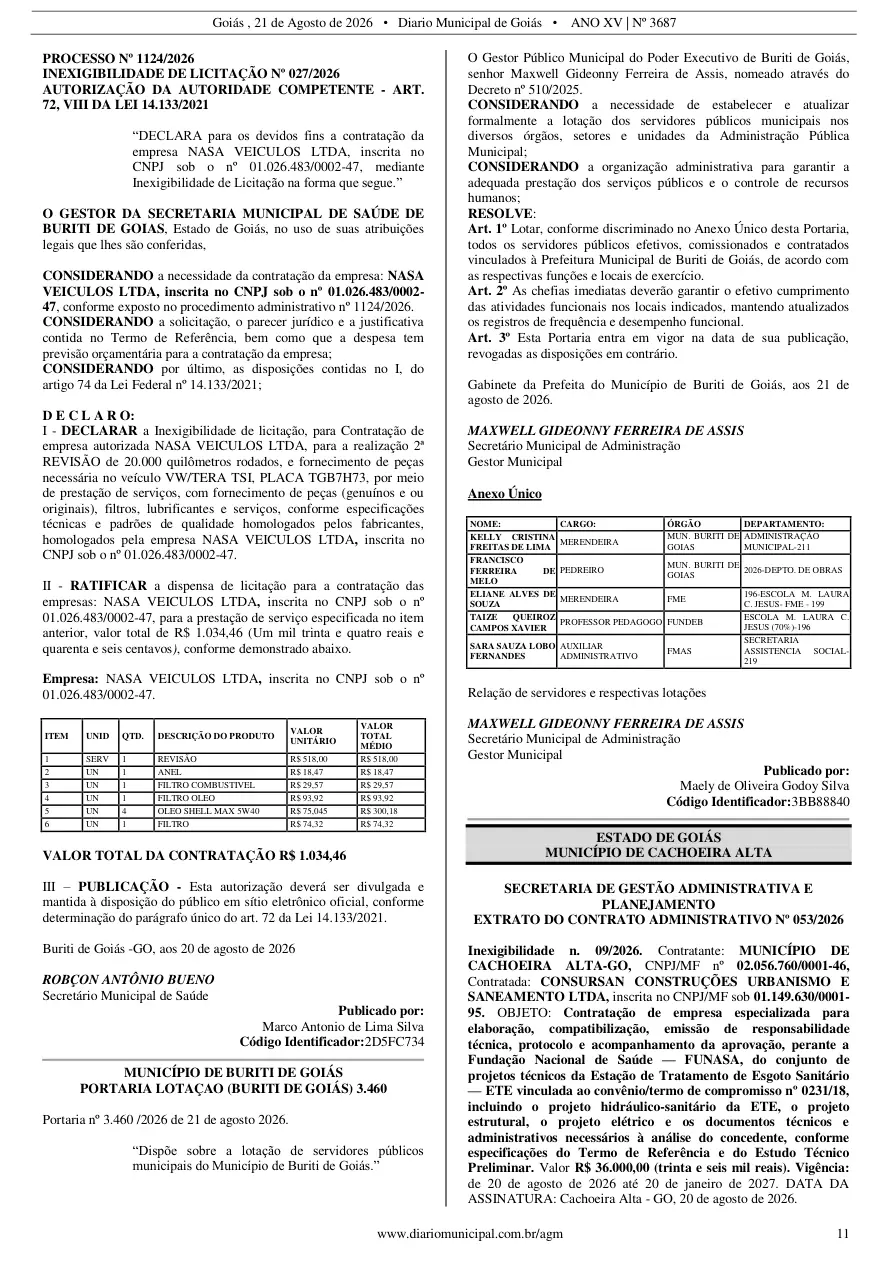 Goiás , 21 de Agosto de 2026 • Diario Municipal de Goiás • ANO XV | Nº 3687
PROCESSO Nº 1124/2026
INEXIGIBILIDADE DE LICITAÇÃO Nº 027/2026
AUTORIZAÇÃO DA AUTORIDADE COMPETENTE - ART.
72, VIII DA LEI 14.133/2021
“DECLARA para os devidos fins a contratação da
empresa NASA VEICULOS LTDA, inscrita no
CNPJ sob o nº 01.026.483/0002-47, mediante
Inexigibilidade de Licitação na forma que segue.”
O GESTOR DA SECRETARIA MUNICIPAL DE SAÚDE DE
BURITI DE GOIAS, Estado de Goiás, no uso de suas atribuições
legais que lhes são conferidas,
CONSIDERANDO a necessidade da contratação da empresa: NASA
VEICULOS LTDA, inscrita no CNPJ sob o nº 01.026.483/0002-
47, conforme exposto no procedimento administrativo nº 1124/2026.
CONSIDERANDO a solicitação, o parecer jurídico e a justificativa
contida no Termo de Referência, bem como que a despesa tem
previsão orçamentária para a contratação da empresa;
CONSIDERANDO por último, as disposições contidas no I, do
artigo 74 da Lei Federal nº 14.133/2021;
D E C L A R O:
I - DECLARAR a Inexigibilidade de licitação, para Contratação de
empresa autorizada NASA VEICULOS LTDA, para a realização 2ª
REVISÃO de 20.000 quilômetros rodados, e fornecimento de peças
necessária no veículo VW/TERA TSI, PLACA TGB7H73, por meio
de prestação de serviços, com fornecimento de peças (genuínos e ou
originais), filtros, lubrificantes e serviços, conforme especificações
técnicas e padrões de qualidade homologados pelos fabricantes,
homologados pela empresa NASA VEICULOS LTDA, inscrita no
CNPJ sob o nº 01.026.483/0002-47.
II - RATIFICAR a dispensa de licitação para a contratação das
empresas: NASA VEICULOS LTDA, inscrita no CNPJ sob o nº
01.026.483/0002-47, para a prestação de serviço especificada no item
anterior, valor total de R$ 1.034,46 (Um mil trinta e quatro reais e
quarenta e seis centavos), conforme demonstrado abaixo.
Empresa: NASA VEICULOS LTDA, inscrita no CNPJ sob o nº
01.026.483/0002-47.
ITEM UNID QTD. DESCRIÇÃO DO PRODUTO VALOR UNITÁRIO VALOR TOTAL MÉDIO
1 SERV 1 REVISÃO R$ 518,00 R$ 518,00
2 UN 1 ANEL R$ 18,47 R$ 18,47
3 UN 1 FILTRO COMBUSTIVEL R$ 29,57 R$ 29,57
4 UN 1 FILTRO OLEO R$ 93,92 R$ 93,92
5 UN 4 OLEO SHELL MAX 5W40 R$ 75,045 R$ 300,18
6 UN 1 FILTRO R$ 74,32 R$ 74,32
VALOR TOTAL DA CONTRATAÇÃO R$ 1.034,46
III – PUBLICAÇÃO - Esta autorização deverá ser divulgada e
mantida à disposição do público em sítio eletrônico oficial, conforme
determinação do parágrafo único do art. 72 da Lei 14.133/2021.
Buriti de Goiás -GO, aos 20 de agosto de 2026
ROBÇON ANTÔNIO BUENO
Secretário Municipal de Saúde
Publicado por:
Marco Antonio de Lima Silva
Código Identificador:2D5FC734
MUNICÍPIO DE BURITI DE GOIÁS
PORTARIA LOTAÇAO (BURITI DE GOIÁS) 3.460
Portaria nº 3.460 /2026 de 21 de agosto 2026.
“Dispõe sobre a lotação de servidores públicos
municipais do Município de Buriti de Goiás.”
O Gestor Público Municipal do Poder Executivo de Buriti de Goiás,
senhor Maxwell Gideonny Ferreira de Assis, nomeado através do
Decreto nº 510/2025.
CONSIDERANDO a necessidade de estabelecer e atualizar
formalmente a lotação dos servidores públicos municipais nos
diversos órgãos, setores e unidades da Administração Pública
Municipal;
CONSIDERANDO a organização administrativa para garantir a
adequada prestação dos serviços públicos e o controle de recursos
humanos;
RESOLVE:
Art. 1º Lotar, conforme discriminado no Anexo Único desta Portaria,
todos os servidores públicos efetivos, comissionados e contratados
vinculados à Prefeitura Municipal de Buriti de Goiás, de acordo com
as respectivas funções e locais de exercício.
Art. 2º As chefias imediatas deverão garantir o efetivo cumprimento
das atividades funcionais nos locais indicados, mantendo atualizados
os registros de frequência e desempenho funcional.
Art. 3º Esta Portaria entra em vigor na data de sua publicação,
revogadas as disposições em contrário.
Gabinete da Prefeita do Município de Buriti de Goiás, aos 21 de
agosto de 2026.
MAXWELL GIDEONNY FERREIRA DE ASSIS
Secretário Municipal de Administração
Gestor Municipal
Anexo Único
NOME: CARGO: ÓRGÃO DEPARTAMENTO:
KELLY CRISTINA FREITAS DE LIMA MERENDEIRA MUN. BURITI DE GOIAS ADMINISTRAÇÃO MUNICIPAL-211
FRANCISCO FERREIRA DE MELO PEDREIRO MUN. BURITI DE GOIAS 2026-DEPTO. DE OBRAS
ELIANE ALVES DE SOUZA MERENDEIRA FME 196-ESCOLA M. LAURA C. JESUS- FME - 199
TAIZE QUEIROZ CAMPOS XAVIER PROFESSOR PEDAGOGO FUNDEB ESCOLA M. LAURA C. JESUS (70%)-196
SARA SAUZA LOBO FERNANDES AUXILIAR ADMINISTRATIVO FMAS SECRETARIA ASSISTENCIA SOCIAL-219
Relação de servidores e respectivas lotações
MAXWELL GIDEONNY FERREIRA DE ASSIS
Secretário Municipal de Administração
Gestor Municipal
Publicado por:
Maely de Oliveira Godoy Silva
Código Identificador:3BB88840
ESTADO DE GOIÁS
MUNICÍPIO DE CACHOEIRA ALTA
SECRETARIA DE GESTÃO ADMINISTRATIVA E
PLANEJAMENTO
EXTRATO DO CONTRATO ADMINISTRATIVO Nº 053/2026
Inexigibilidade n. 09/2026. Contratante: MUNICÍPIO DE
CACHOEIRA ALTA-GO, CNPJ/MF nº 02.056.760/0001-46,
Contratada: CONSURSAN CONSTRUÇÕES URBANISMO E
SANEAMENTO LTDA, inscrita no CNPJ/MF sob 01.149.630/0001-
95. OBJETO: Contratação de empresa especializada para
elaboração, compatibilização, emissão de responsabilidade
técnica, protocolo e acompanhamento da aprovação, perante a
Fundação Nacional de Saúde — FUNASA, do conjunto de
projetos técnicos da Estação de Tratamento de Esgoto Sanitário
— ETE vinculada ao convênio/termo de compromisso nº 0231/18,
incluindo o projeto hidráulico-sanitário da ETE, o projeto
estrutural, o projeto elétrico e os documentos técnicos e
administrativos necessários à análise do concedente, conforme
especificações do Termo de Referência e do Estudo Técnico
Preliminar. Valor R$ 36.000,00 (trinta e seis mil reais). Vigência:
de 20 de agosto de 2026 até 20 de janeiro de 2027. DATA DA
ASSINATURA: Cachoeira Alta - GO, 20 de agosto de 2026.
www.diariomunicipal.com.br/agm 11